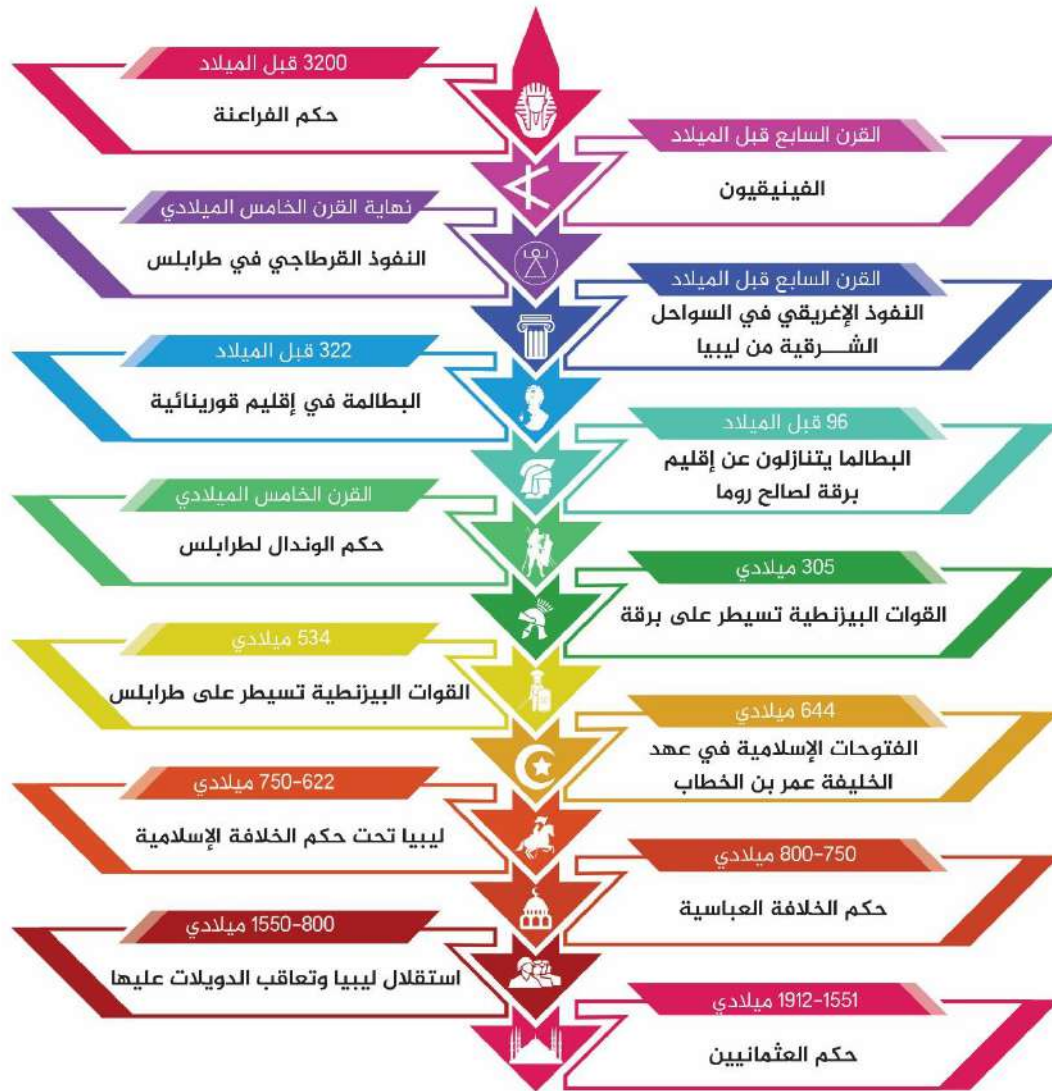 3200 قبل الميلاد
حكم الفراعنة
القرن السابع قبل الميلاد
الفينيقيون
نهاية القرن الخامس الميلادي
النفوذ القرطاجي في طرابلس
القرن السابع قبل الميلاد
النفوذ الإغريقي في السواحل
الشـــرقية من ليبيا
322 قبل الميلاد
البطالمة في إقليم قورينائية
96 قبل الميلاد
البطالما يتنازلون عن إقليم
برقة لصالح روما
القرن الخامس الميلادي
حكم الوندال لطرابلس
305 ميلادي
القوات البيزنطية تسيطر على برقة
534 ميلادي
القوات البيزنطية تسيطر على طرابلس
644 ميلادي
الفتوحات الإسلامية في عهد
الخليفة عمر بن الخطاب
622-750 ميلادي
ليبيا تحت حكم الخلافة الإسلامية
750-800 ميلادي
حكم الخلافة العباسية
800-1550 ميلادي
استقلال ليبيا وتعاقب الدويلات عليها
1551-1912 ميلادي
حكم العثمانيين